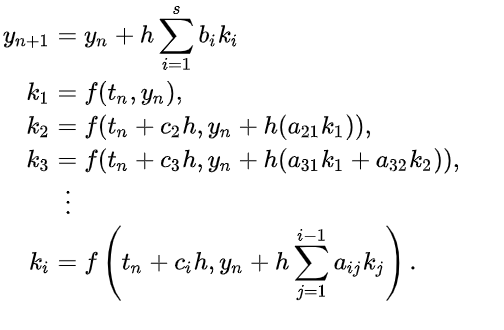 y_{n+1} = y_n + h \sum_{i=1}^{s} b_i k_i
k_1 = f(t_n, y_n),
k_2 = f(t_n + c_2 h, y_n + h(a_{21} k_1)),
k_3 = f(t_n + c_3 h, y_n + h(a_{31} k_1 + a_{32} k_2)),
\vdots
k_i = f \left( t_n + c_i h, y_n + h \sum_{j=1}^{i-1} a_{ij} k_j \right).